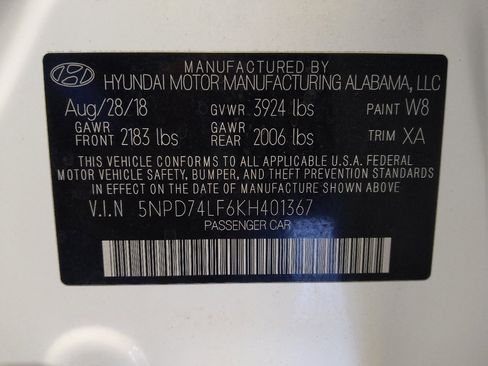 MANUFACTURED BY
HYUNDAI MOTOR MANUFACTURING ALABAMA, LLC
Aug/28/18 GVWR 3924 lbs PAINT W8
GAWR FRONT 2183 lbs GAWR REAR 2006 lbs TRIM XA
THIS VEHICLE CONFORMS TO ALL APPLICABLE U.S.A. FEDERAL
MOTOR VEHICLE SAFETY, BUMPER, AND THEFT PREVENTION STANDARDS
IN EFFECT ON THE DATE OF MANUFACTURE SHOWN ABOVE
V.I.N 5NPD74LF6KH401367
PASSENGER CAR